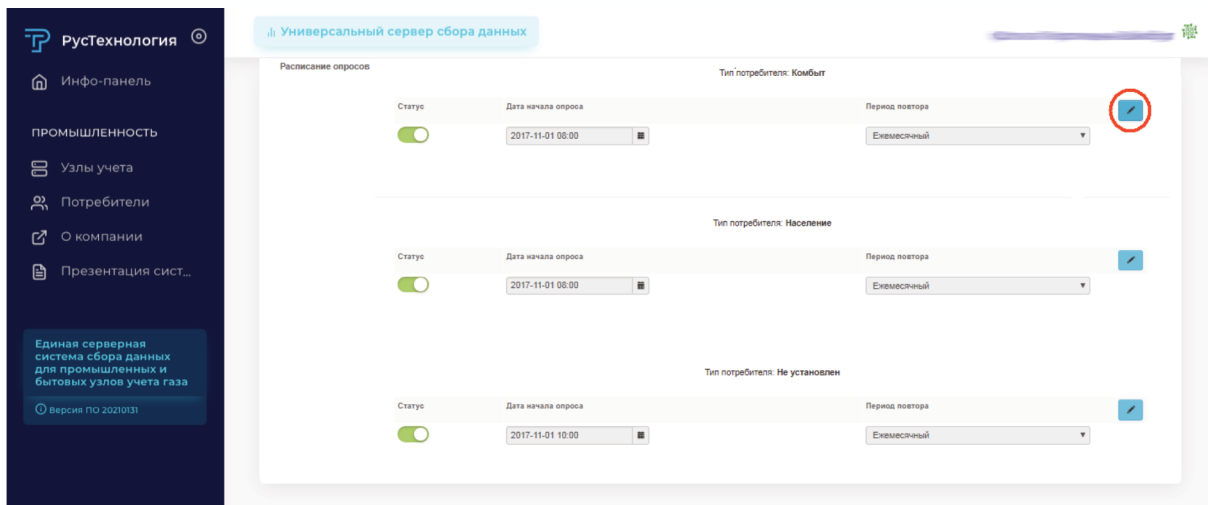 РусТехнология
Инфо-панель
ПРОМЫШЛЕННОСТЬ
Узлы учета
Потребители
О компании
Презентация сист...
Единая серверная
система сбора данных
для промышленных и
бытовых узлов учета газа
Версия ПО 20210131
Универсальный сервер сбора данных
Расписание опросов
Тип потребителя: Комбыт
Статус Дата начала опроса Период повтора
2017-11-01 08:00 Ежемесячный
Тип потребителя: Население
Статус Дата начала опроса Период повтора
2017-11-01 08:00 Ежемесячный
Тип потребителя: Не установлен
Статус Дата начала опроса Период повтора
2017-11-01 10:00 Ежемесячный